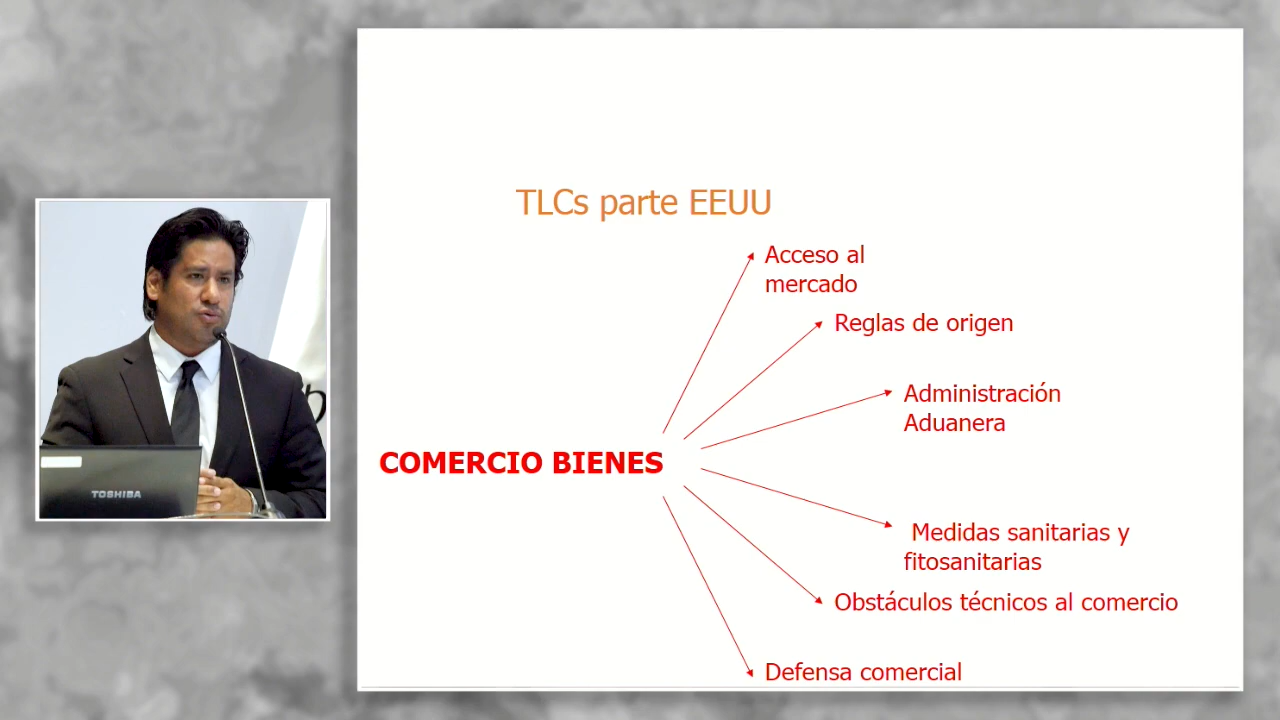 TLCs parte EEUU
Acceso al
mercado
Reglas de origen
Administración
Aduanera
COMERCIO BIENES
Medidas sanitarias y
fitosanitarias
Obstáculos técnicos al comercio
Defensa comercial
TOSHIBA